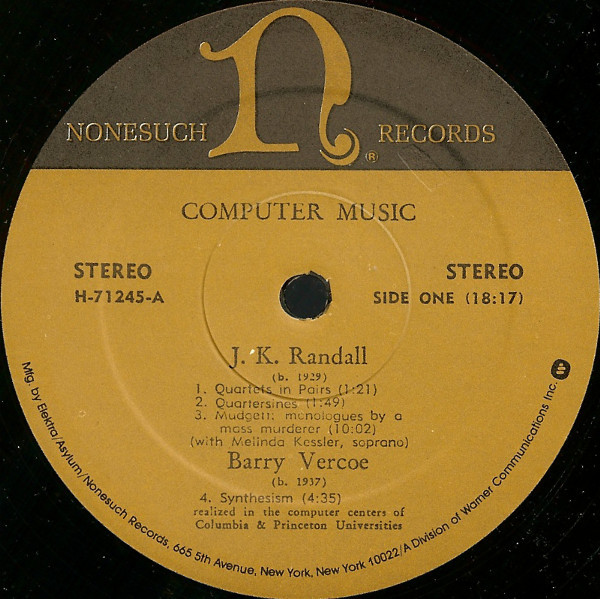 n
NONESUCH RECORDS
®
COMPUTER MUSIC
STEREO STEREO
H-71245-A SIDE ONE (18:17)
J. K. Randall
(b. 1929)
1. Quartets in Pairs (1:21)
2. Quartersines (1:49)
3. Mudgett: monologues by a
mass murderer (10:02)
(with Melinda Kessler, soprano)
Barry Vercoe
(b. 1937)
4. Synthesism (4:35)
realized in the computer centers of
Columbia & Princeton Universities
Mfg. by Elektra/Asylum/Nonesuch Records, 665 5th Avenue, New York, New York 10022/A Division of Warner Communications Inc.